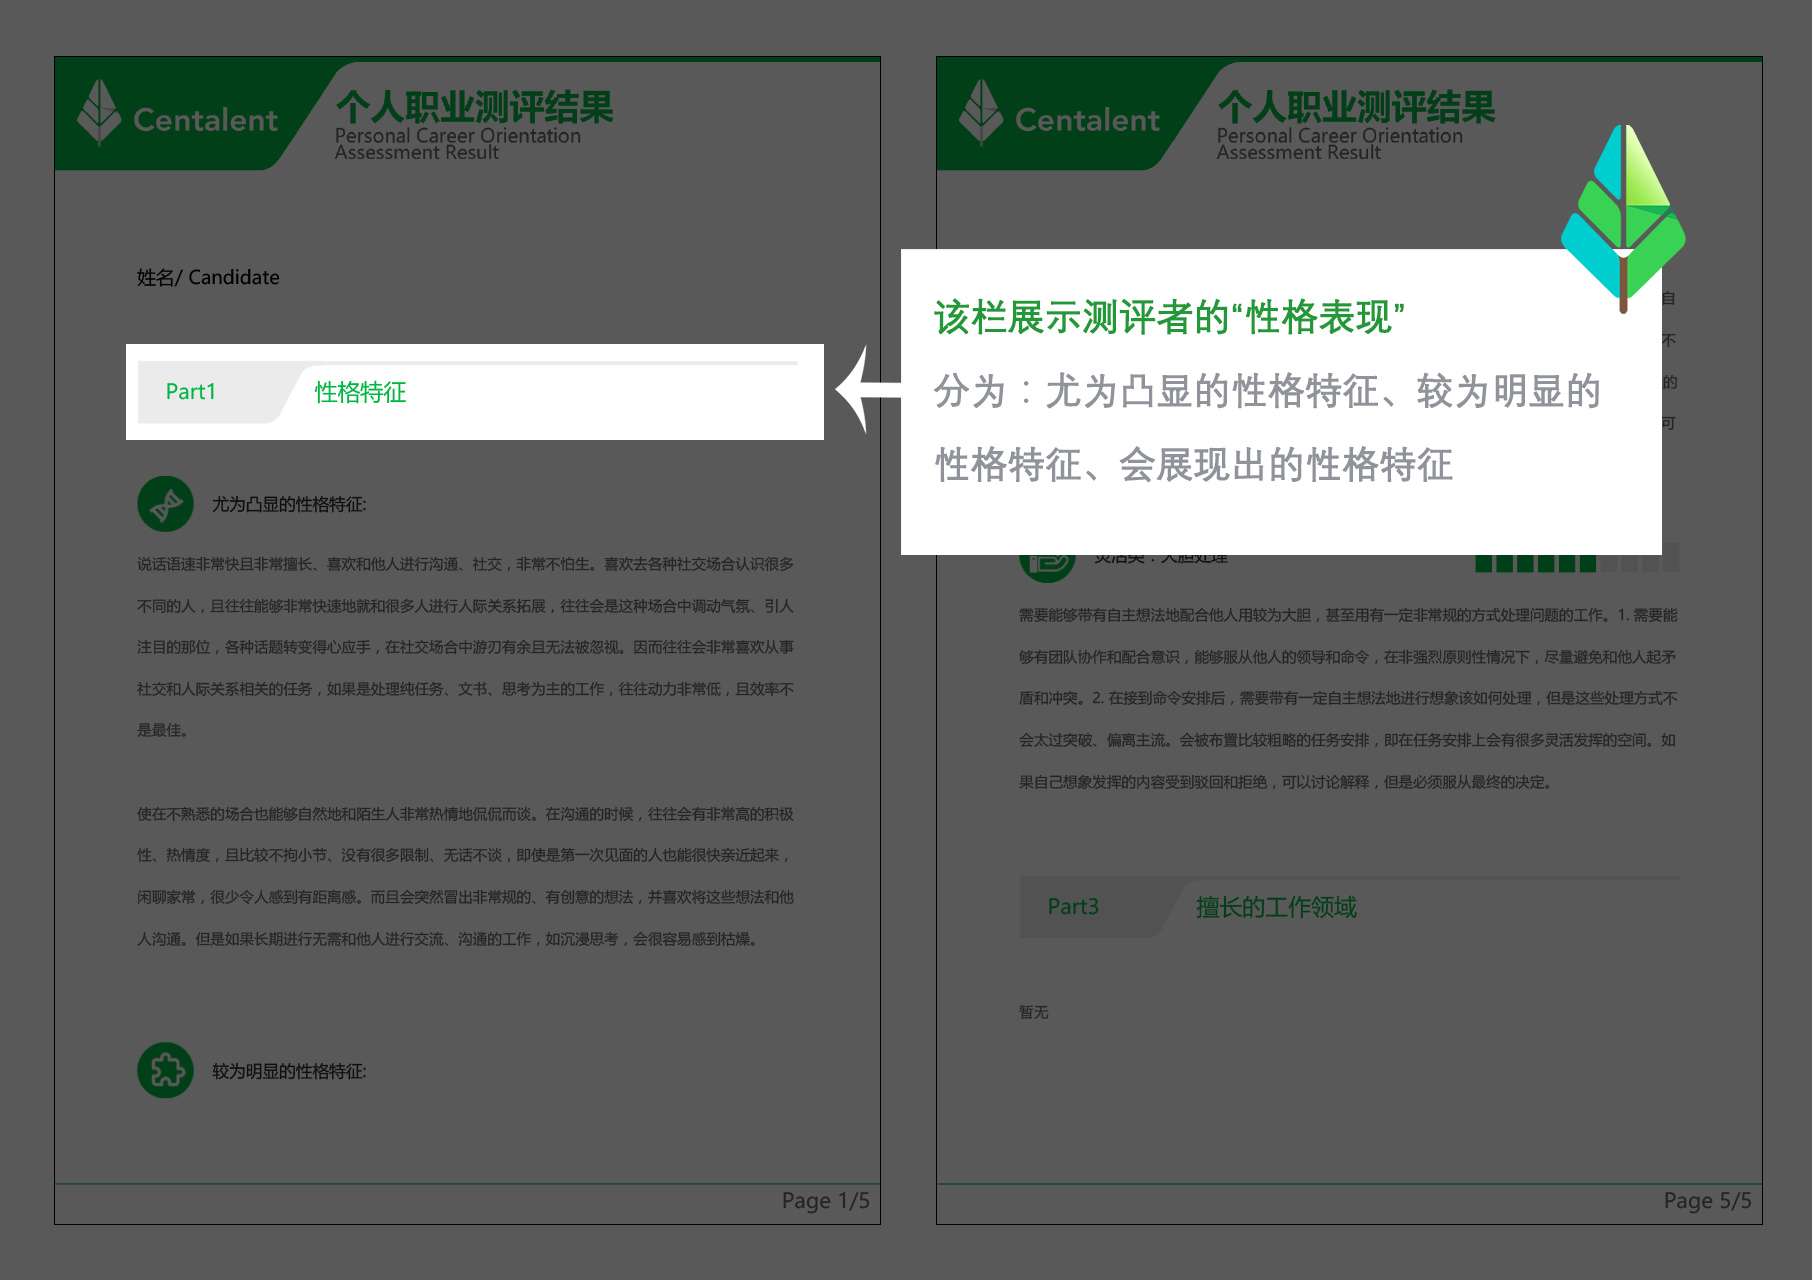 Centalent
个人职业测评结果
Personal Career Orientation
Assessment Result
姓名/ Candidate
Part1
性格特征
尤为凸显的性格特征:
说话语速非常快且非常擅长、喜欢和他人进行沟通、社交，非常不怕生。喜欢去各种社交场合认识很多
不同的人，且往往能够非常快速地就和很多人进行人际关系拓展，往往会是这种场合中调动气氛、引人
注目的那位，各种话题转变得心应手，在社交场合中游刃有余且无法被忽视。因而往往会非常喜欢从事
社交和人际关系相关的任务，如果是处理纯任务、文书、思考为主的工作，往往动力非常低，且效率不
是最佳。
使在不熟悉的场合也能够自然地和陌生人非常热情地侃侃而谈。在沟通的时候，往往会有非常高的积极
性、热情度，且比较不拘小节、没有很多限制、无话不谈，即使是第一次见面的人也能很快亲近起来，
闲聊家常，很少令人感到有距离感。而且会突然冒出非常规的、有创意的想法，并喜欢将这些想法和他
人沟通。但是如果长期进行无需和他人进行交流、沟通的工作，如沉浸思考，会很容易感到枯燥。
较为明显的性格特征:
Page 1/5
Centalent
个人职业测评结果
Personal Career Orientation
Assessment Result
该栏展示测评者的“性格表现”
分为：尤为凸显的性格特征、较为明显的
性格特征、会展现出的性格特征
自
不
的
可
灵活类：大胆处理
需要能够带有自主想法地配合他人用较为大胆，甚至用有一定非常规的方式处理问题的工作。1. 需要能
够有团队协作和配合意识，能够服从他人的领导和命令，在非强烈原则性情况下，尽量避免和他人起矛
盾和冲突。2. 在接到命令安排后，需要带有一定自主想法地进行想象该如何处理，但是这些处理方式不
会太过突破、偏离主流。会被布置比较粗略的任务安排，即在任务安排上会有很多灵活发挥的空间。如
果自己想象发挥的内容受到驳回和拒绝，可以讨论解释，但是必须服从最终的决定。
Part3
擅长的工作领域
暂无
Page 5/5